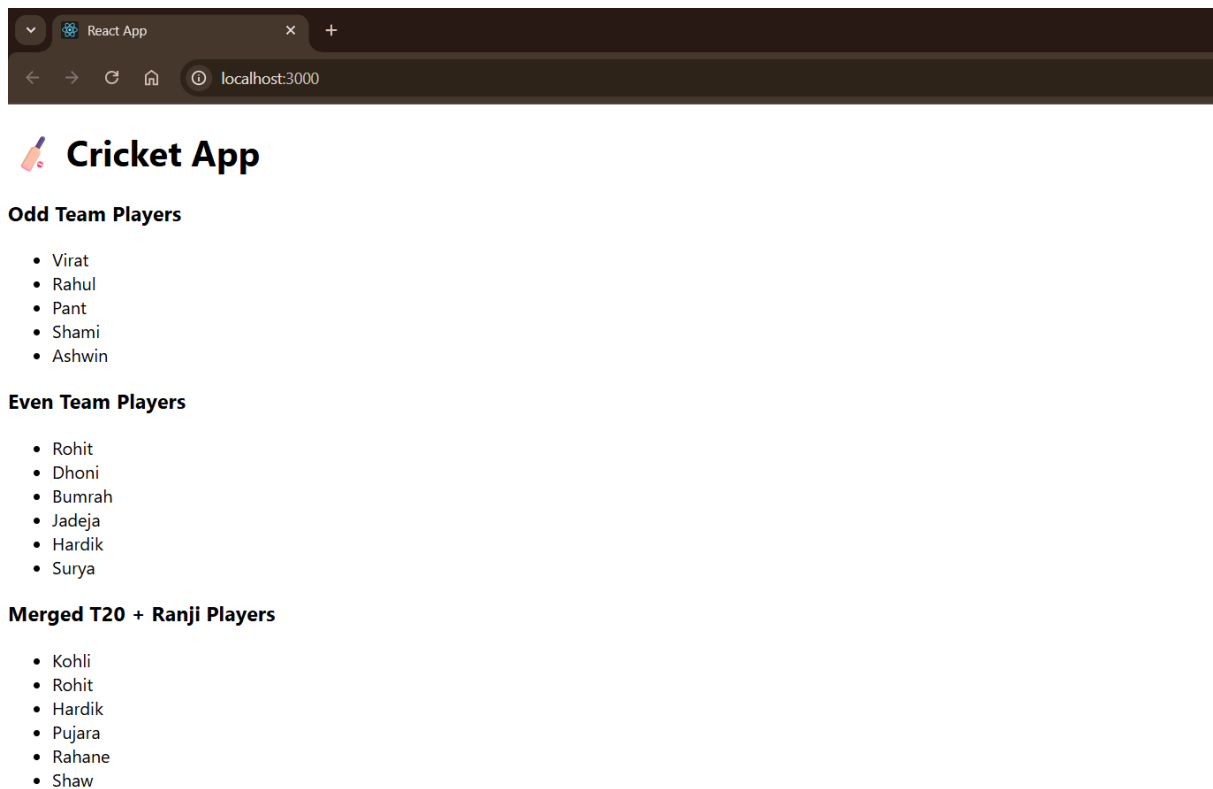 React App
localhost:3000
Cricket App
Odd Team Players
Virat
Rahul
Pant
Shami
Ashwin
Even Team Players
Rohit
Dhoni
Bumrah
Jadeja
Hardik
Surya
Merged T20 + Ranji Players
Kohli
Rohit
Hardik
Pujara
Rahane
Shaw